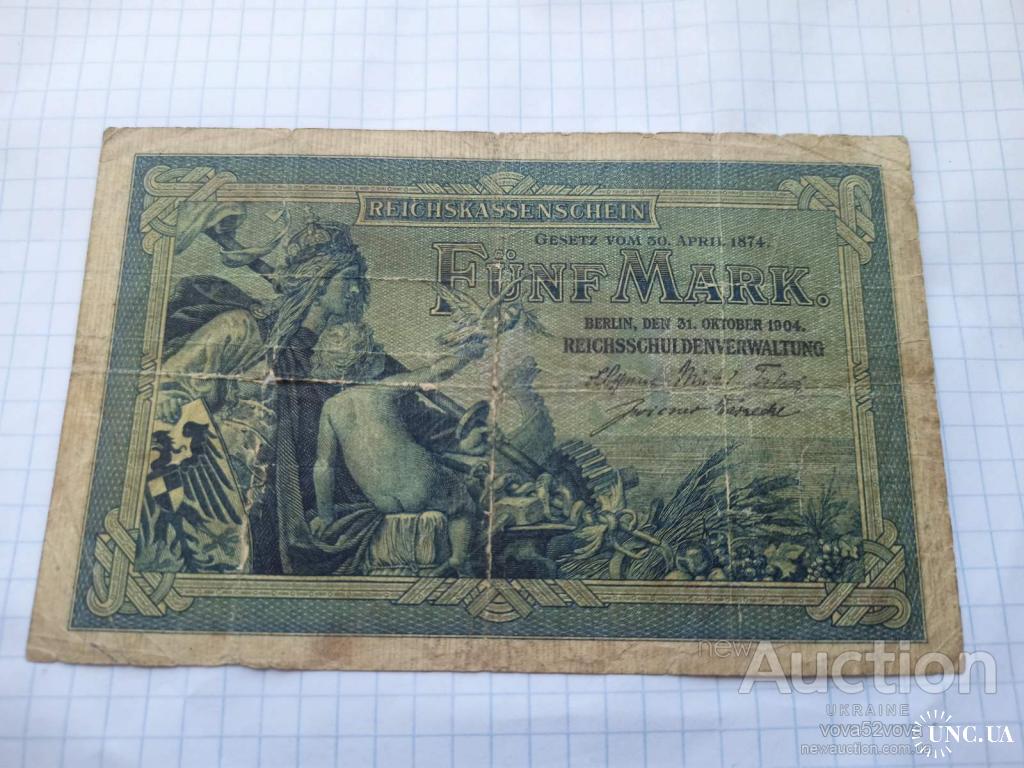 REICHSKASSENSCHEIN
GESETZ VOM 30. APRIL 1874.
FÜNF MARK.
BERLIN, DEN 31. OKTOBER 1904.
REICHSSCHULDENVERWALTUNG
new Auction
UKRAINE
vova52vova
newauction.com.ua
UNC.UA